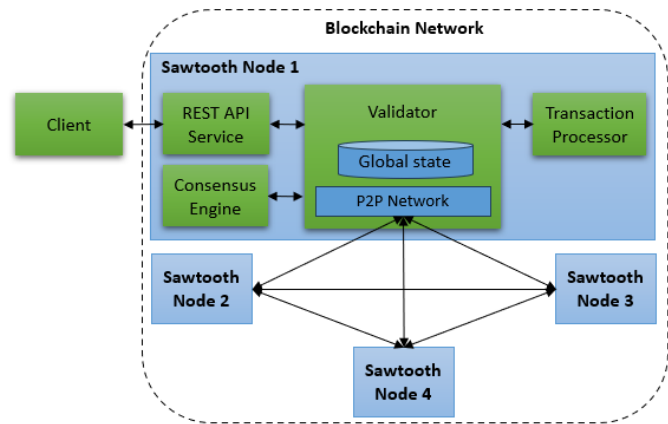 Blockchain Network
Sawtooth Node 1
Client
REST API
Service
Validator
Transaction
Processor
Global state
Consensus
Engine
P2P Network
Sawtooth
Node 2
Sawtooth
Node 3
Sawtooth
Node 4